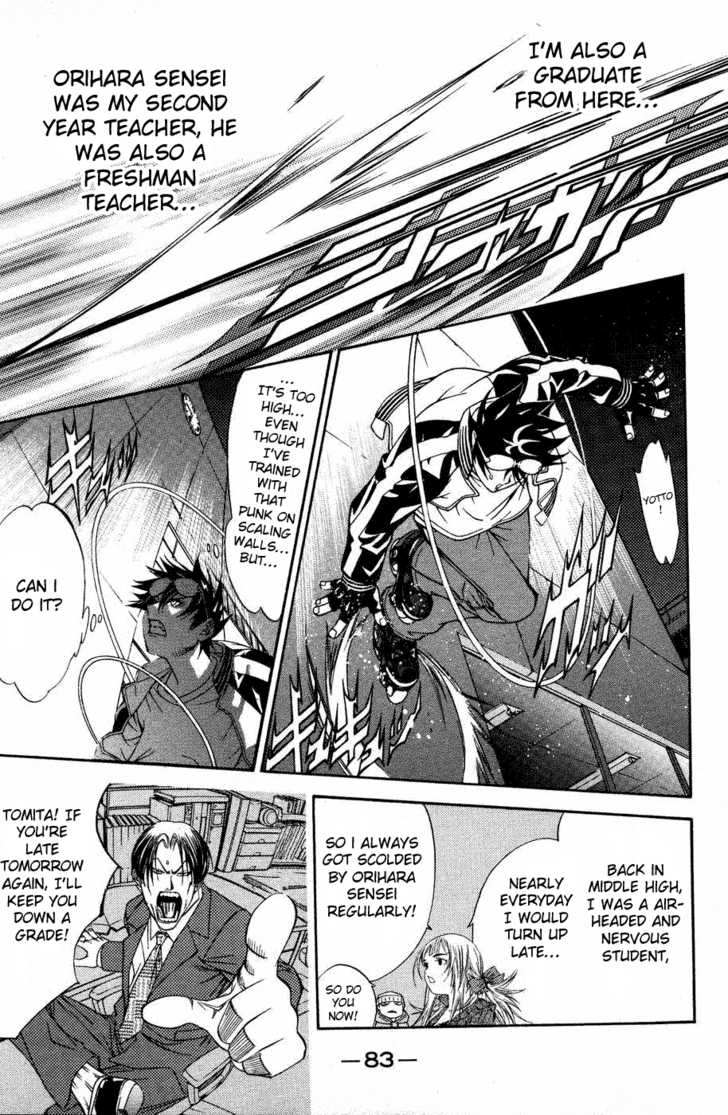 I'M ALSO A
GRADUATE
FROM HERE...
ORIHARA SENSEI
WAS MY SECOND
YEAR TEACHER, HE
WAS ALSO A
FRESHMAN
TEACHER...
YOTTO
!
...
IT'S TOO
HIGH...
EVEN
THOUGH
I'VE
TRAINED
WITH
THAT
PUNK ON
SCALING
WALLS...
BUT...
CAN I
DO IT?
BACK IN
MIDDLE HIGH,
I WAS A AIR-
HEADED AND
NERVOUS
STUDENT,
NEARLY
EVERYDAY
I WOULD
TURN UP
LATE...
SO I ALWAYS
GOT SCOLDED
BY ORIHARA
SENSEI
REGULARLY!
SO DO
YOU
NOW!
TOMITA! IF
YOU'RE
LATE
TOMORROW
AGAIN, I'LL
KEEP YOU
DOWN A
GRADE!
—83—